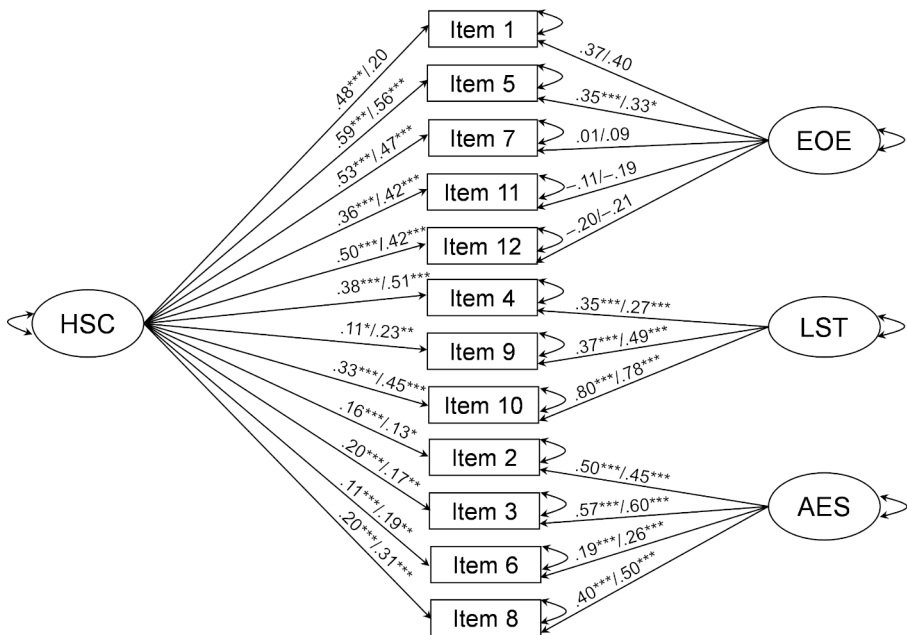 Item 1
.48***/.20
.37/.40
Item 5
.59***/.56***
.35***/.33*
EOE
Item 7
.53***/.47***
.01/.09
Item 11
.36***/.42***
–.11/–.19
Item 12
.50***/.42***
–.20/–.21
HSC
Item 4
.38***/.51***
.35***/.27***
LST
Item 9
.11*/.23**
.37***/.49***
Item 10
.33***/.45***
.80***/.78***
Item 2
.16***/.13*
.50***/.45***
AES
Item 3
.20***/.17**
.57***/.60***
Item 6
.11***/.19**
.19***/.26***
Item 8
.20***/.31***
.40***/.50***